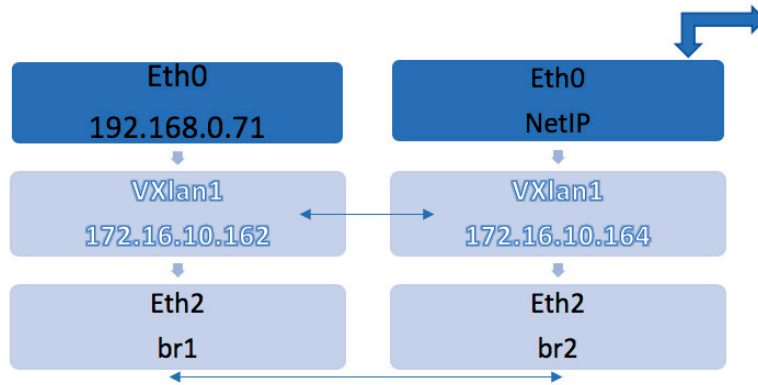 Eth0
192.168.0.71
VXlan1
172.16.10.162
Eth2
br1
Eth0
NetIP
VXlan1
172.16.10.164
Eth2
br2